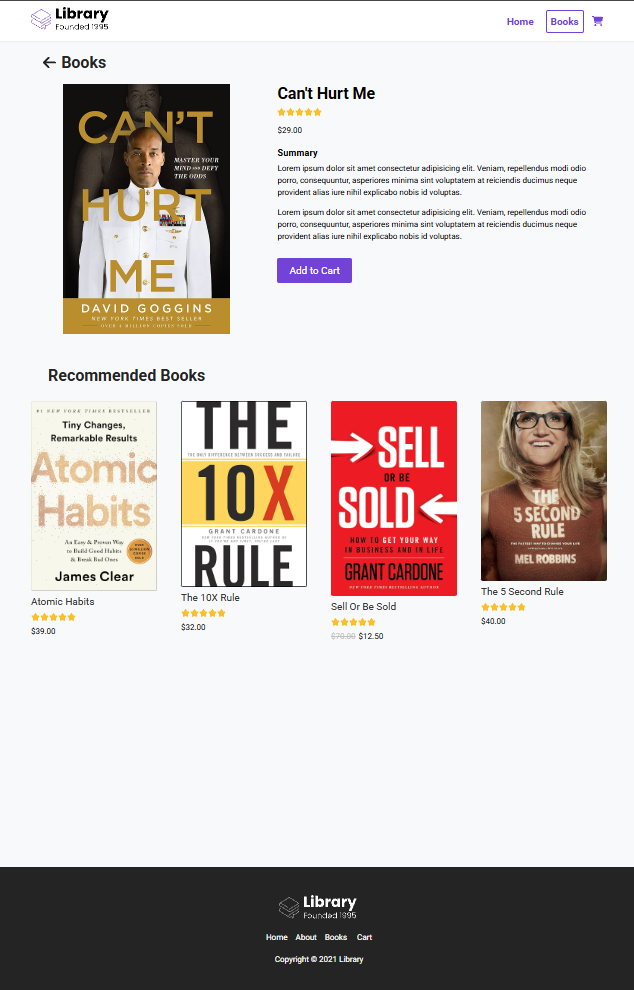 Library
Founded 1995
Home
Books
Books
CAN'T
HURT
ME
MASTER YOUR
MIND AND DEFY
THE ODDS
DAVID GOGGINS
NEW YORK TIMES BEST SELLER
OVER 4 MILLION COPIES SOLD
Can't Hurt Me
$29.00
Summary
Lorem ipsum dolor sit amet consectetur adipisicing elit. Veniam, repellendus modi odio
porro, consequuntur, asperiores minima sint voluptatem at reiciendis ducimus neque
provident alias iure nihil explicabo nobis id voluptas.
Lorem ipsum dolor sit amet consectetur adipisicing elit. Veniam, repellendus modi odio
porro, consequuntur, asperiores minima sint voluptatem at reiciendis ducimus neque
provident alias iure nihil explicabo nobis id voluptas.
Add to Cart
Recommended Books
#1 NEW YORK TIMES BESTSELLER
Tiny Changes,
Remarkable Results
Atomic
Habits
An Easy & Proven Way
to Build Good Habits
& Break Bad Ones
James Clear
Atomic Habits
$39.00
THE
THE ONLY DIFFERENCE BETWEEN SUCCESS AND FAILURE
10X
GRANT CARDONE
RULE
The 10X Rule
$32.00
SELL
OR BE
SOLD
HOW TO GET YOUR WAY
IN BUSINESS AND IN LIFE
GRANT CARDONE
NEW YORK TIMES BESTSELLING AUTHOR
Sell Or Be Sold
$70.00 $12.50
THE
5 SECOND
RULE
MEL ROBBINS
The 5 Second Rule
$40.00
Library
Founded 1995
Home About Books Cart
Copyright © 2021 Library